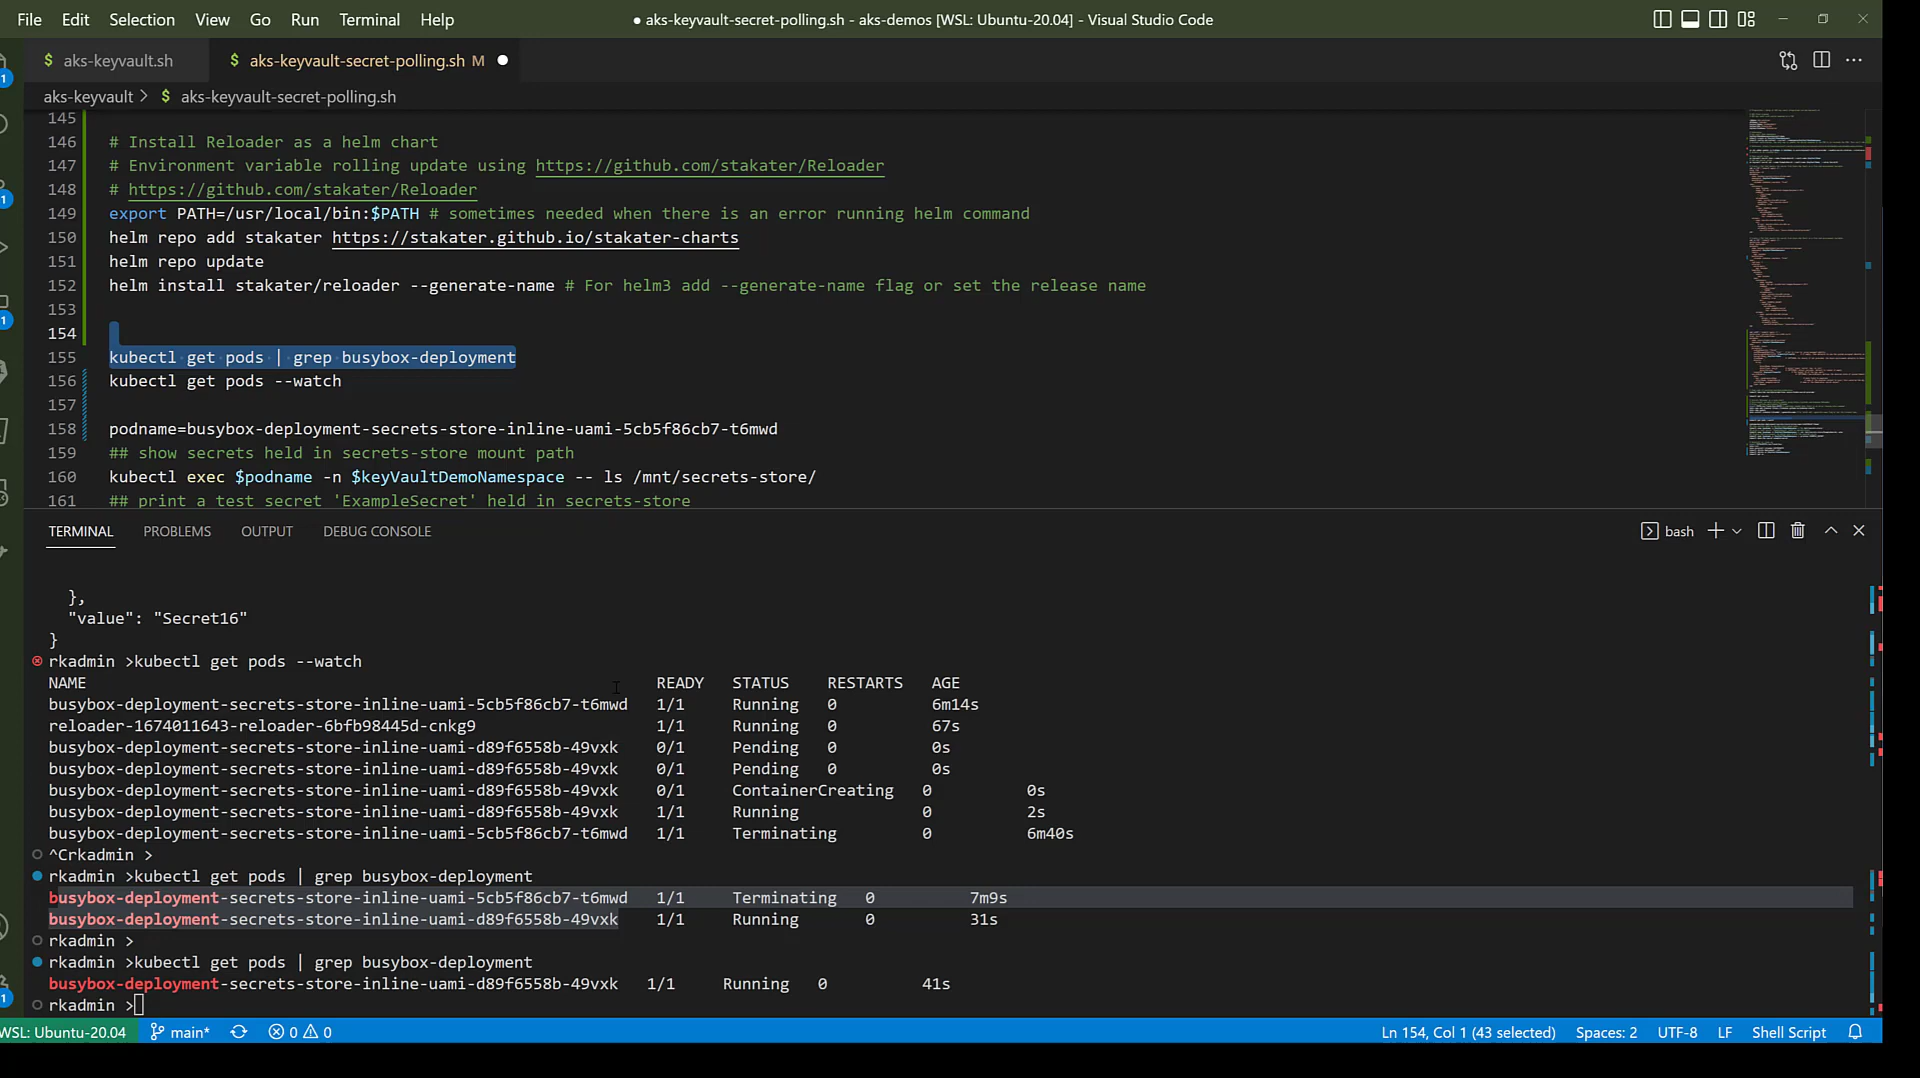 File Edit Selection View Go Run Terminal Help
● aks-keyvault-secret-polling.sh - aks-demos [WSL: Ubuntu-20.04] - Visual Studio Code
$ aks-keyvault.sh
$ aks-keyvault-secret-polling.sh M
aks-keyvault > $ aks-keyvault-secret-polling.sh
145
146 # Install Reloader as a helm chart
147 # Environment variable rolling update using https://github.com/stakater/Reloader
148 # https://github.com/stakater/Reloader
149 export PATH=/usr/local/bin:$PATH # sometimes needed when there is an error running helm command
150 helm repo add stakater https://stakater.github.io/stakater-charts
151 helm repo update
152 helm install stakater/reloader --generate-name # For helm3 add --generate-name flag or set the release name
153
154
155 kubectl get pods | grep busybox-deployment
156 kubectl get pods --watch
157
158 podname=busybox-deployment-secrets-store-inline-uami-5cb5f86cb7-t6mwd
159 ## show secrets held in secrets-store mount path
160 kubectl exec $podname -n $keyVaultDemoNamespace -- ls /mnt/secrets-store/
161 ## print a test secret 'ExampleSecret' held in secrets-store
TERMINAL PROBLEMS OUTPUT DEBUG CONSOLE
bash
},
"value": "Secret16"
}
rkadmin >kubectl get pods --watch
NAME READY STATUS RESTARTS AGE
busybox-deployment-secrets-store-inline-uami-5cb5f86cb7-t6mwd 1/1 Running 0 6m14s
reloader-1674011643-reloader-6bfb98445d-cnkg9 1/1 Running 0 67s
busybox-deployment-secrets-store-inline-uami-d89f6558b-49vxk 0/1 Pending 0 0s
busybox-deployment-secrets-store-inline-uami-d89f6558b-49vxk 0/1 Pending 0 0s
busybox-deployment-secrets-store-inline-uami-d89f6558b-49vxk 0/1 ContainerCreating 0 0s
busybox-deployment-secrets-store-inline-uami-d89f6558b-49vxk 1/1 Running 0 2s
busybox-deployment-secrets-store-inline-uami-5cb5f86cb7-t6mwd 1/1 Terminating 0 6m40s
^Crkadmin >
rkadmin >kubectl get pods | grep busybox-deployment
busybox-deployment-secrets-store-inline-uami-5cb5f86cb7-t6mwd 1/1 Terminating 0 7m9s
busybox-deployment-secrets-store-inline-uami-d89f6558b-49vxk 1/1 Running 0 31s
rkadmin >
rkadmin >kubectl get pods | grep busybox-deployment
busybox-deployment-secrets-store-inline-uami-d89f6558b-49vxk 1/1 Running 0 41s
rkadmin >
WSL: Ubuntu-20.04 main* 0 0 Ln 154, Col 1 (43 selected) Spaces: 2 UTF-8 LF Shell Script